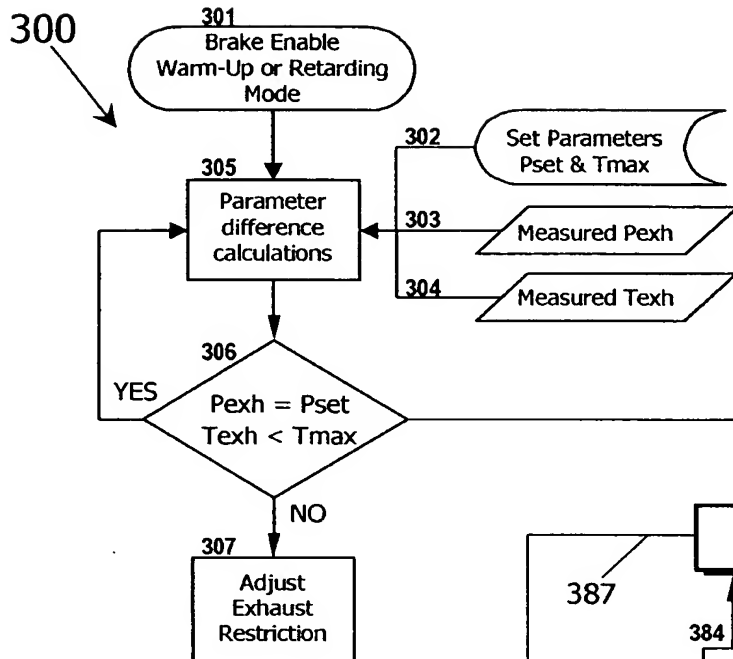 300
301
Brake Enable
Warm-Up or Retarding
Mode
302
Set Parameters
Pset & Tmax
305
Parameter
difference
calculations
303
Measured Pexh
304
Measured Texh
306
YES
Pexh = Pset
Texh < Tmax
NO
307
Adjust
Exhaust
Restriction
387
384